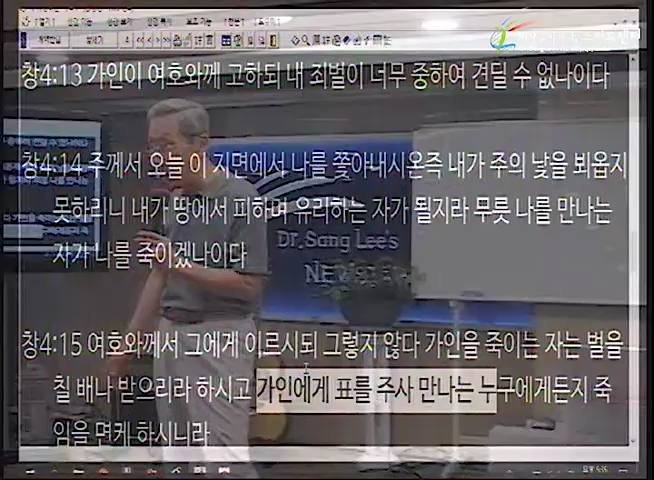 창4:13 가인이 여호와께 고하되 내 죄벌이 너무 중하여 견딜 수 없나이다
창4:14 주께서 오늘 이 지면에서 나를 쫓아내시온즉 내가 주의 낯을 뵈옵지
못하리니 내가 땅에서 피하며 유리하는 자가 될지라 무릇 나를 만나는
자가 나를 죽이겠나이다
Dr. Sang Lee's
창4:15 여호와께서 그에게 이르시되 그렇지 않다 가인을 죽이는 자는 벌을
칠 배나 받으리라 하시고 가인에게 표를 주사 만나는 누구에게든지 죽
임을 면케 하시니라